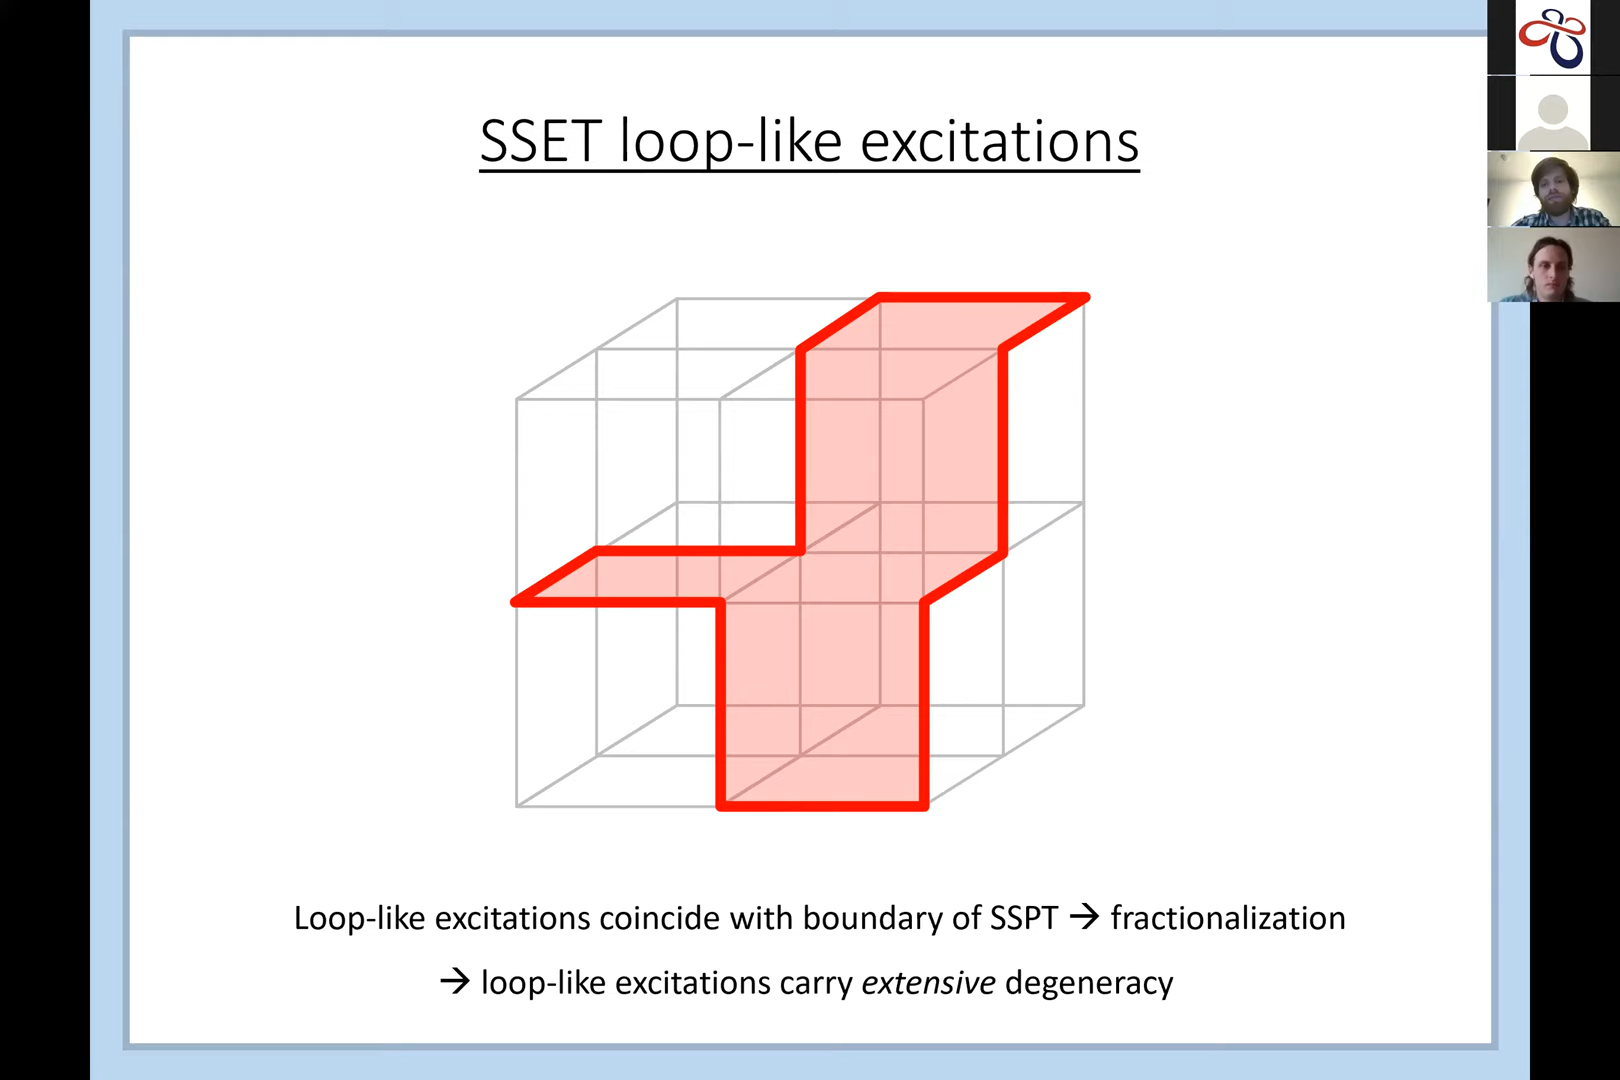 SSET loop-like excitations
Loop-like excitations coincide with boundary of SSPT → fractionalization
→ loop-like excitations carry extensive degeneracy